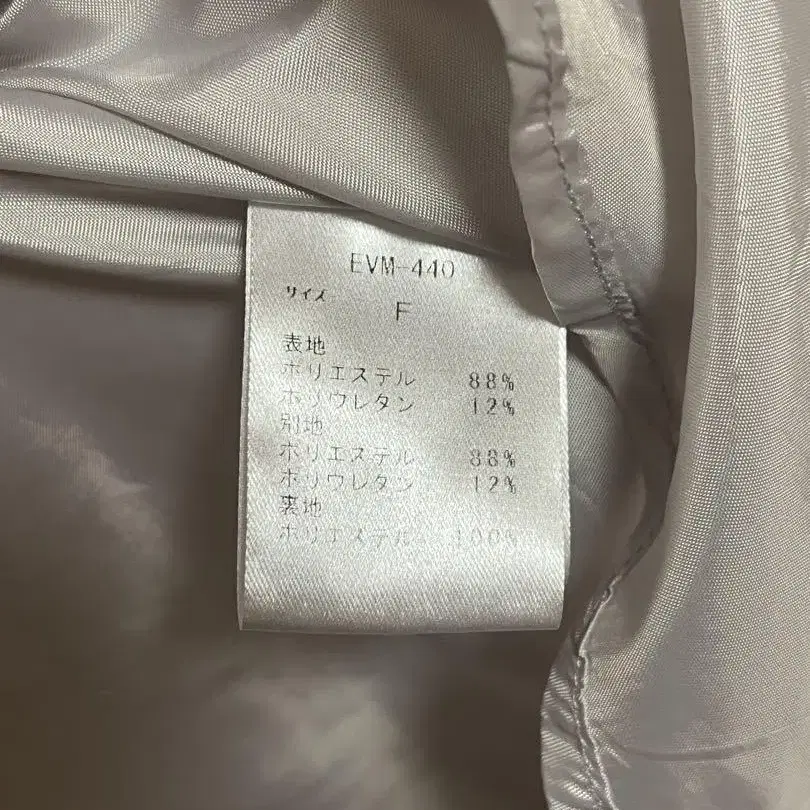 EVM-440
サイズ F
表地
ポリエステル 88%
ポリウレタン 12%
別地
ポリエステル 88%
ポリウレタン 12%
裏地
ポリエステル 100%